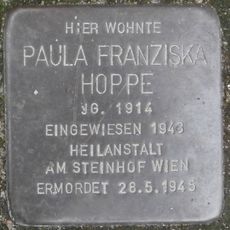 HIER WOHNTE
PAULA FRANZISKA
HOPPE
JG. 1914
EINGEWIESEN 1943
HEILANSTALT
AM STEINHOF WIEN
ERMORDET 28.5.1945